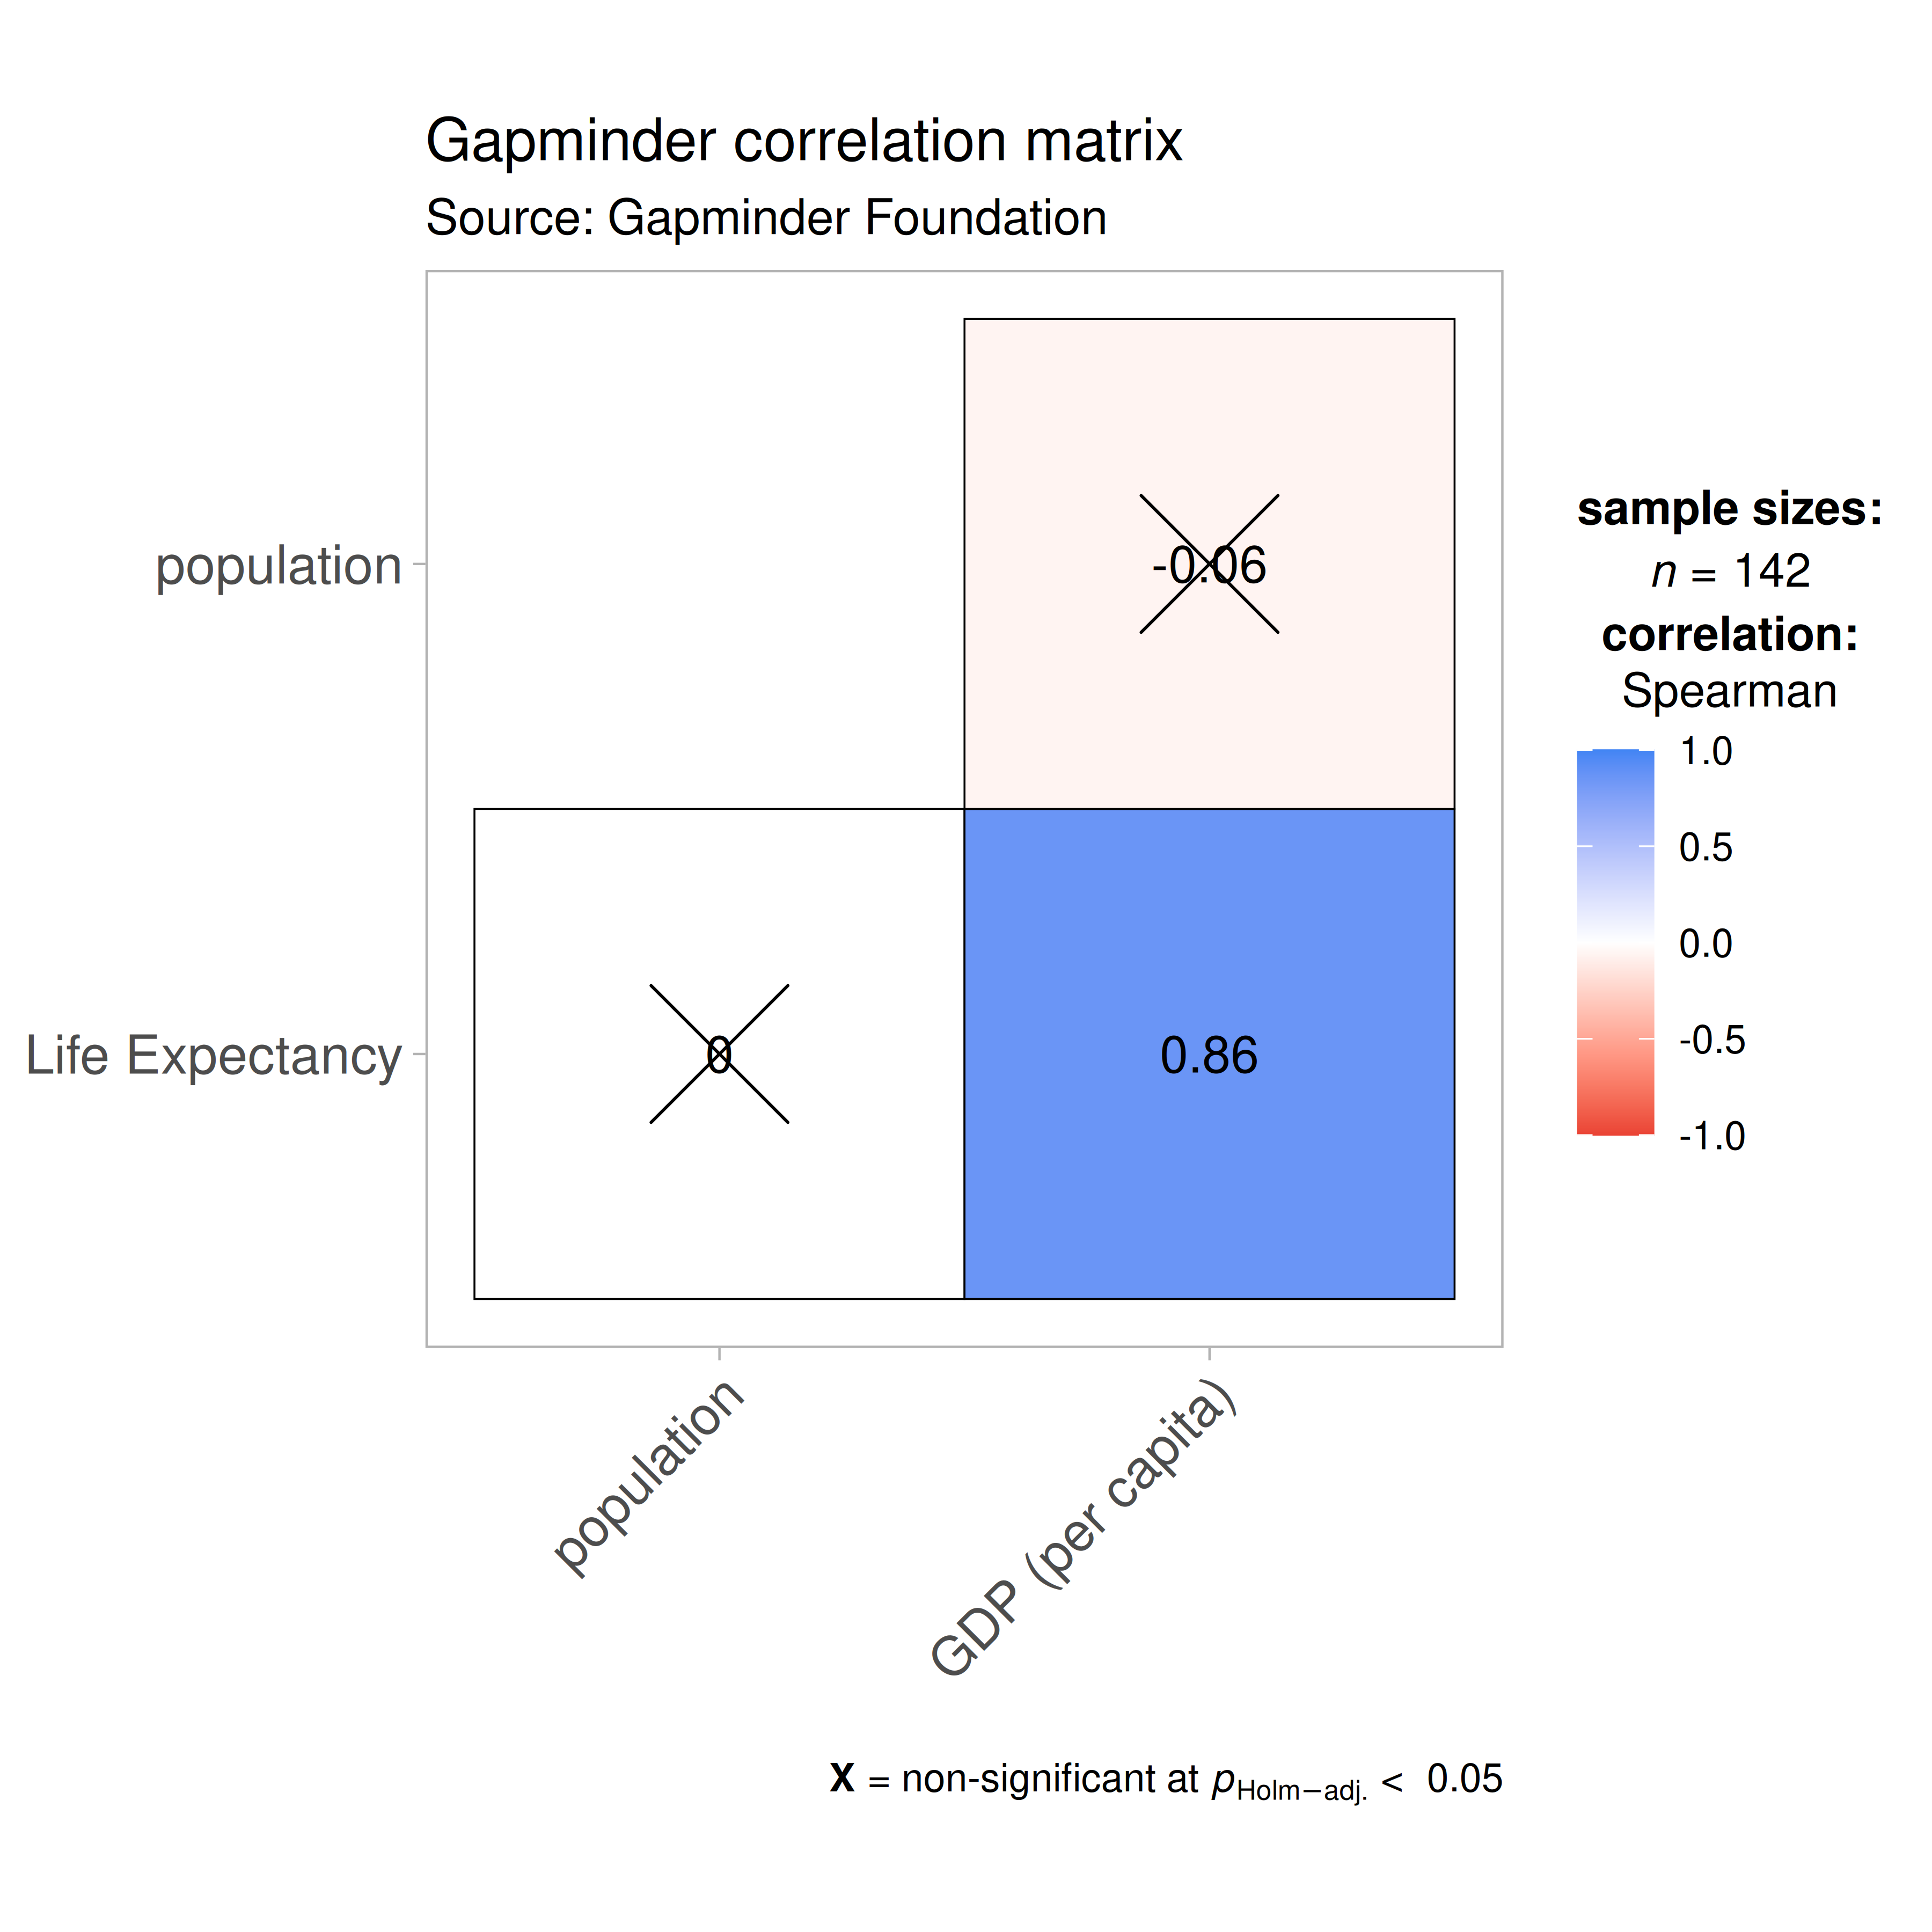 Gapminder correlation matrix
Source: Gapminder Foundation
population
Life Expectancy
-0.06
0
0.86
population
GDP (per capita)
sample sizes:
n = 142
correlation:
Spearman
1.0
0.5
0.0
-0.5
-1.0
X = non-significant at pHolm−adj. < 0.05